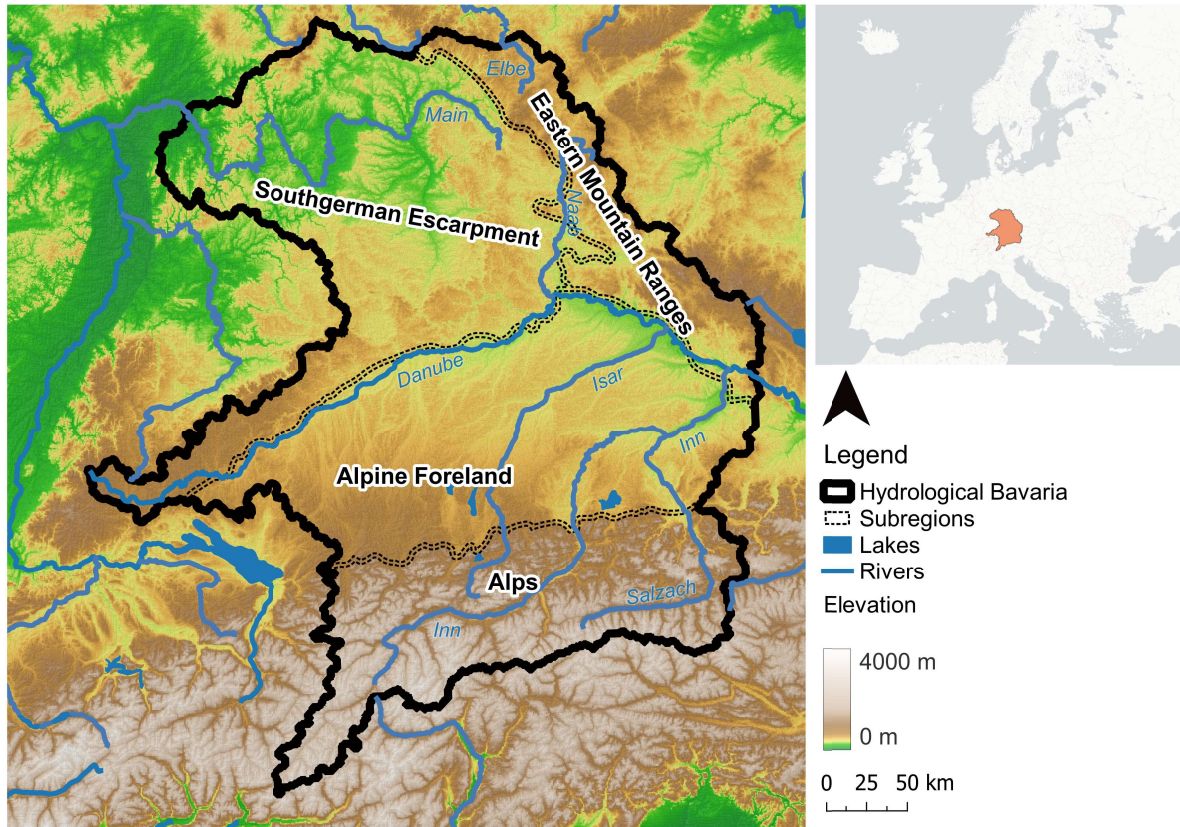 Elbe
Main
Eastern Mountain Ranges
Southgerman Escarpment
Naab
Danube
Isar
Inn
Alpine Foreland
Alps
Salzach
Inn
Legend
Hydrological Bavaria
Subregions
Lakes
Rivers
Elevation
4000 m
0 m
0 25 50 km